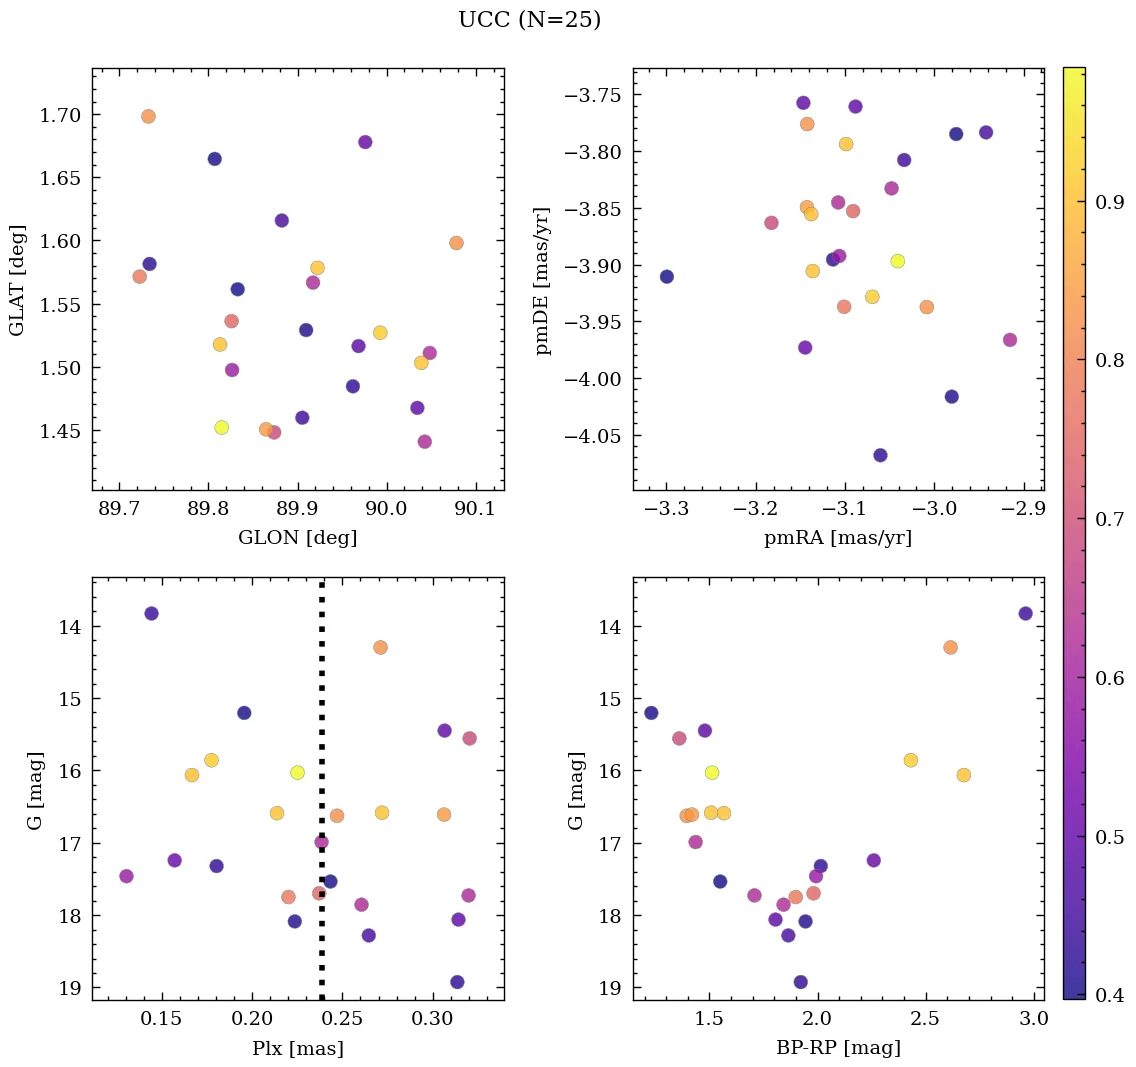 UCC (N=25)
1.70
1.65
1.60
1.55
1.50
1.45
GLAT [deg]
89.7 89.8 89.9 90.0 90.1
GLON [deg]
−3.75
−3.80
−3.85
−3.90
−3.95
−4.00
−4.05
pmDE [mas/yr]
−3.3 −3.2 −3.1 −3.0 −2.9
pmRA [mas/yr]
14
15
16
17
18
19
G [mag]
0.15 0.20 0.25 0.30
Plx [mas]
14
15
16
17
18
19
G [mag]
1.5 2.0 2.5 3.0
BP-RP [mag]
0.9
0.8
0.7
0.6
0.5
0.4